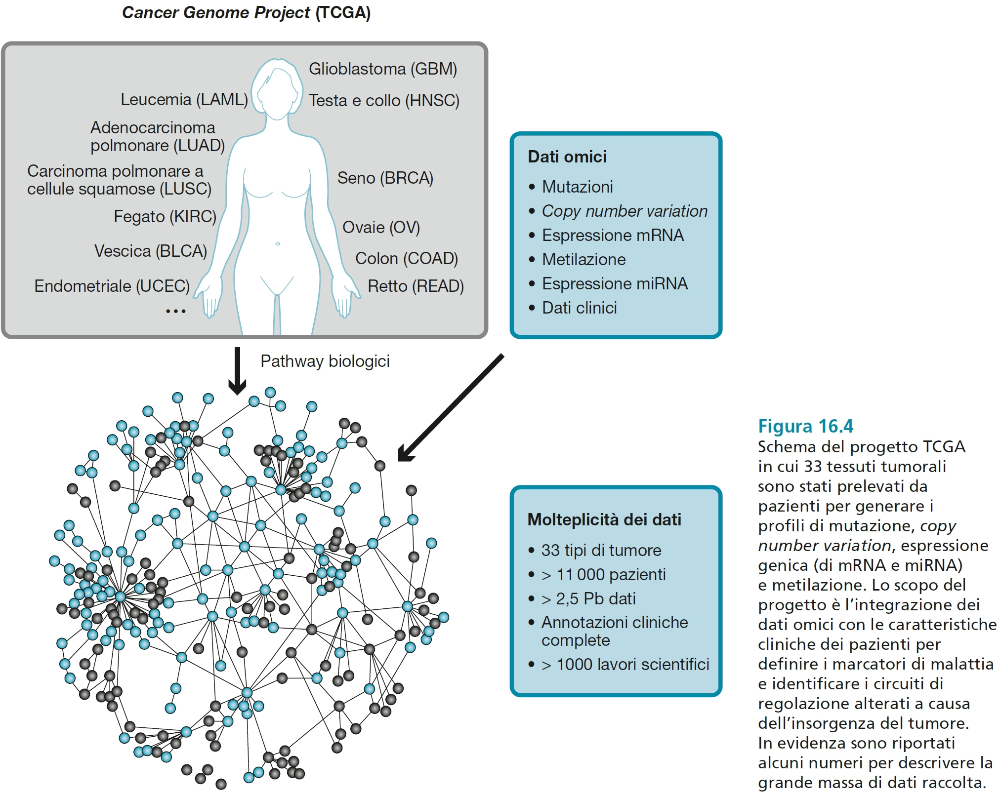 Cancer Genome Project (TCGA)
Glioblastoma (GBM)
Leucemia (LAML)
Testa e collo (HNSC)
Adenocarcinoma
polmonare (LUAD)
Carcinoma polmonare a
cellule squamose (LUSC)
Seno (BRCA)
Fegato (KIRC)
Ovaie (OV)
Vescica (BLCA)
Colon (COAD)
Endometriale (UCEC)
Retto (READ)
...
Dati omici
• Mutazioni
• Copy number variation
• Espressione mRNA
• Metilazione
• Espressione miRNA
• Dati clinici
Pathway biologici
Molteplicità dei dati
• 33 tipi di tumore
• > 11 000 pazienti
• > 2,5 Pb dati
• Annotazioni cliniche
complete
• > 1000 lavori scientifici
Figura 16.4
Schema del progetto TCGA
in cui 33 tessuti tumorali
sono stati prelevati da
pazienti per generare i
profili di mutazione, copy
number variation, espressione
genica (di mRNA e miRNA)
e metilazione. Lo scopo del
progetto è l'integrazione dei
dati omici con le caratteristiche
cliniche dei pazienti per
definire i marcatori di malattia
e identificare i circuiti di
regolazione alterati a causa
dell'insorgenza del tumore.
In evidenza sono riportati
alcuni numeri per descrivere la
grande massa di dati raccolta.